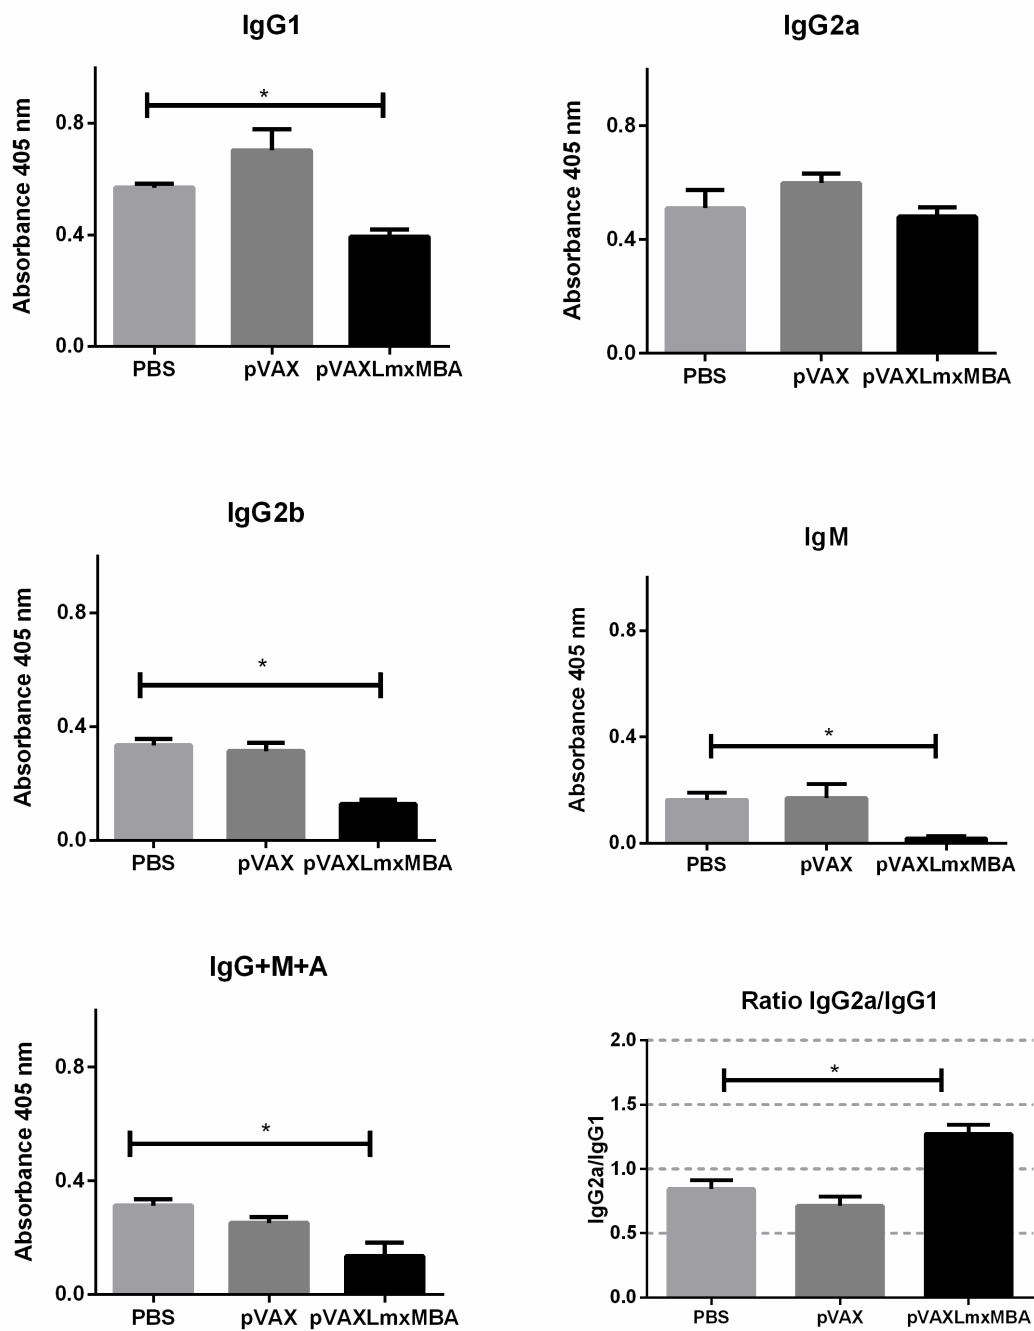 IgG1
Absorbance 405 nm
0.8
0.4
0.0
*
PBS pVAX pVAXLmxMBA
IgG2a
Absorbance 405 nm
0.8
0.4
0.0
PBS pVAX pVAXLmxMBA
IgG2b
Absorbance 405 nm
0.8
0.4
0.0
*
PBS pVAX pVAXLmxMBA
IgM
Absorbance 405 nm
0.8
0.4
0.0
*
PBS pVAX pVAXLmxMBA
IgG+M+A
Absorbance 405 nm
0.8
0.4
0.0
*
PBS pVAX pVAXLmxMBA
Ratio IgG2a/IgG1
IgG2a/IgG1
2.0
1.5
1.0
0.5
0.0
*
PBS pVAX pVAXLmxMBA